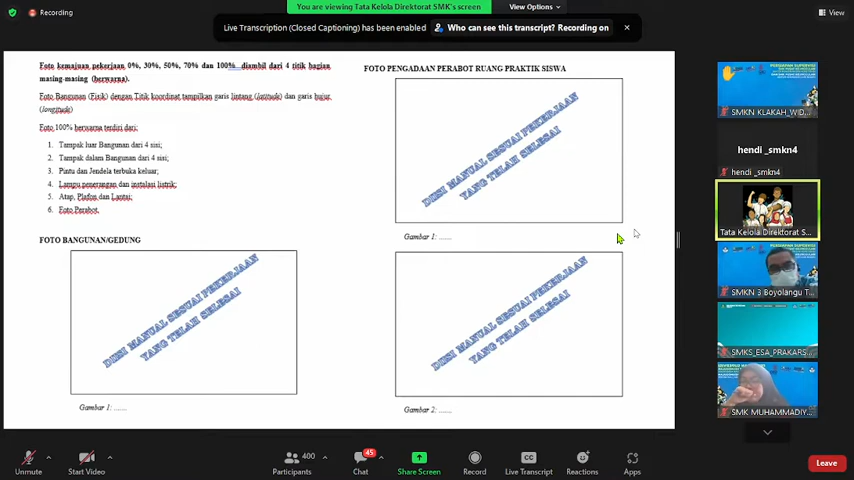 Recording
You are viewing Tata Kelola Direktorat SMK's screen
View Options
View
Live Transcription (Closed Captioning) has been enabled
Who can see this transcript? Recording on
Foto kemajuan pekerjaan 0%, 30%, 50%, 70% dan 100% diambil dari 4 titik bagian
masing-masing (berwarna).
Foto Bangunan (Fisik) dengan Titik koordinat tampilkan garis lintang (latitude) dan garis bujur
(longitude)
Foto 100% berwarna terdiri dari:
1. Tampak luar Bangunan dari 4 sisi;
2. Tampak dalam Bangunan dari 4 sisi;
3. Pintu dan Jendela terbuka keluar;
4. Lampu penerangan dan instalasi listrik;
5. Atap, Plafon dan Lantai;
6. Foto Perabot.
FOTO BANGUNAN/GEDUNG
DIISI MANUAL SESUAI PEKERJAAN
YANG TELAH SELESAI
Gambar 1: ......
FOTO PENGADAAN PERABOT RUANG PRAKTIK SISWA
DIISI MANUAL SESUAI PEKERJAAN
YANG TELAH SELESAI
Gambar 1: ......
DIISI MANUAL SESUAI PEKERJAAN
YANG TELAH SELESAI
Gambar 2: ......
SMKN KLAKAH_WID...
hendi _smkn4
hendi _smkn4
Tata Kelola Direktorat S...
SMKN 3 Boyolangu T...
SMKS_ESA_PRAKARS...
SMK MUHAMMADIY...
Unmute
Start Video
400
Participants
45
Chat
Share Screen
Record
CC
Live Transcript
Reactions
Apps
Leave